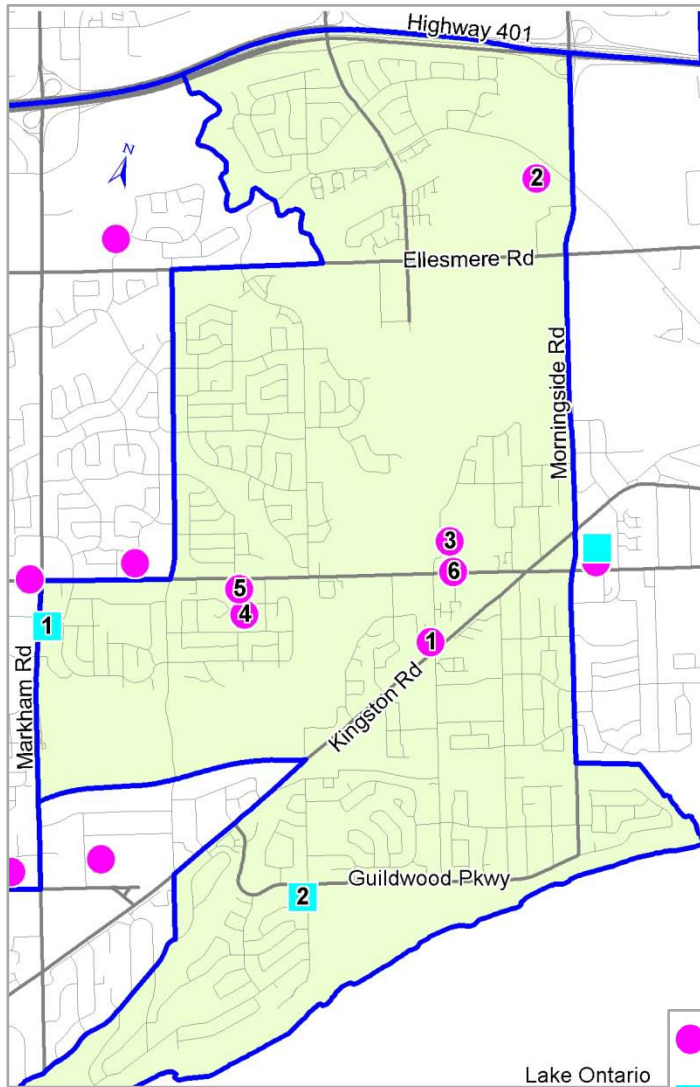 Highway 401
N
2
Ellesmere Rd
Morningside Rd
3
6
5
4
1
1
Markham Rd
Kingston Rd
Guildwood Pkwy
2
Lake Ontario